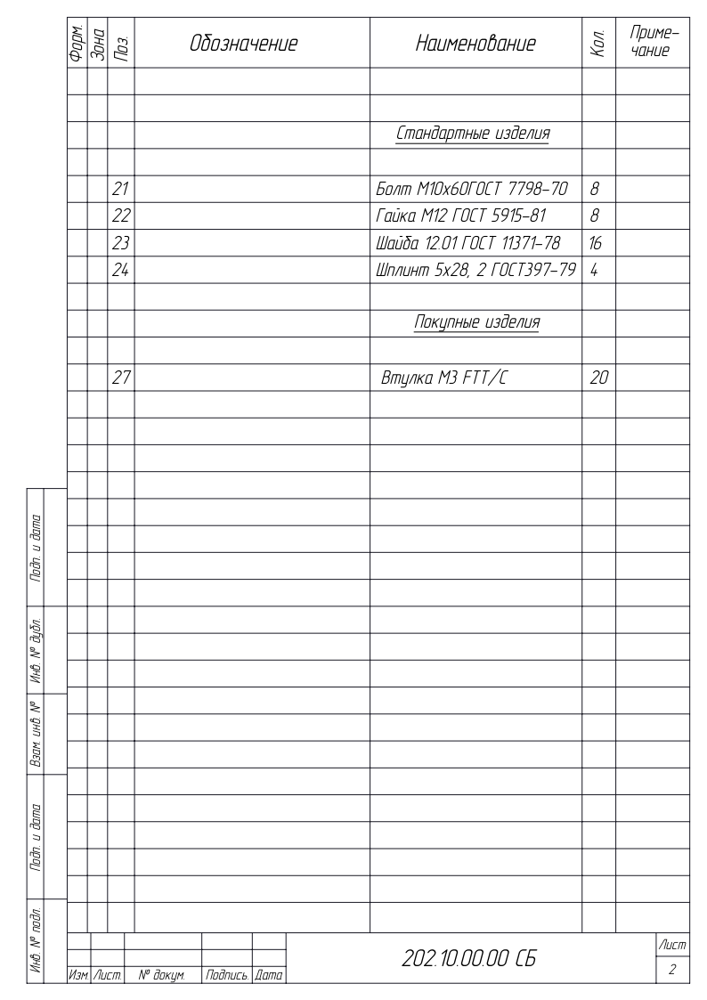 Форм. Зона Поз. Обозначение Наименование Кол. Приме-
чание
Стандартные изделия
21 Болт М10х60ГОСТ 7798-70 8
22 Гайка М12 ГОСТ 5915-81 8
23 Шайба 12.01 ГОСТ 11371-78 16
24 Шплинт 5х28, 2 ГОСТ397-79 4
Покупные изделия
27 Втулка М3 FTT/C 20
Подп. и дата
Инв. № дубл.
Взам. инв. №
Подп. и дата
Инв. № подл.
Изм. Лист. № докум. Подпись. Дата
202.10.00.00 СБ
Лист
2